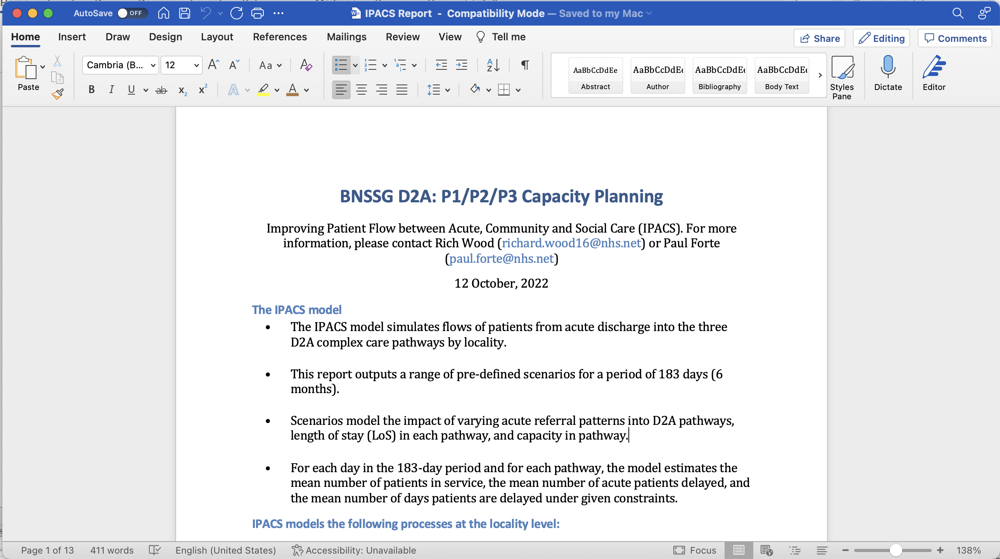 AutoSave OFF IPACS Report - Compatibility Mode — Saved to my Mac
Home Insert Draw Design Layout References Mailings Review View Tell me Share Editing Comments
Paste Cambria (B... 12 Aa AaBbCcDdEe AaBbCcDdEe AaBbCcDdEe AaBbCcDdEe
Abstract Author Bibliography Body Text Styles Pane Dictate Editor
BNSSG D2A: P1/P2/P3 Capacity Planning
Improving Patient Flow between Acute, Community and Social Care (IPACS). For more
information, please contact Rich Wood (richard.wood16@nhs.net) or Paul Forte
(paul.forte@nhs.net)
12 October, 2022
The IPACS model
• The IPACS model simulates flows of patients from acute discharge into the three
D2A complex care pathways by locality.
• This report outputs a range of pre-defined scenarios for a period of 183 days (6
months).
• Scenarios model the impact of varying acute referral patterns into D2A pathways,
length of stay (LoS) in each pathway, and capacity in pathway.
• For each day in the 183-day period and for each pathway, the model estimates the
mean number of patients in service, the mean number of acute patients delayed, and
the mean number of days patients are delayed under given constraints.
IPACS models the following processes at the locality level:
Page 1 of 13 411 words English (United States) Accessibility: Unavailable Focus 138%